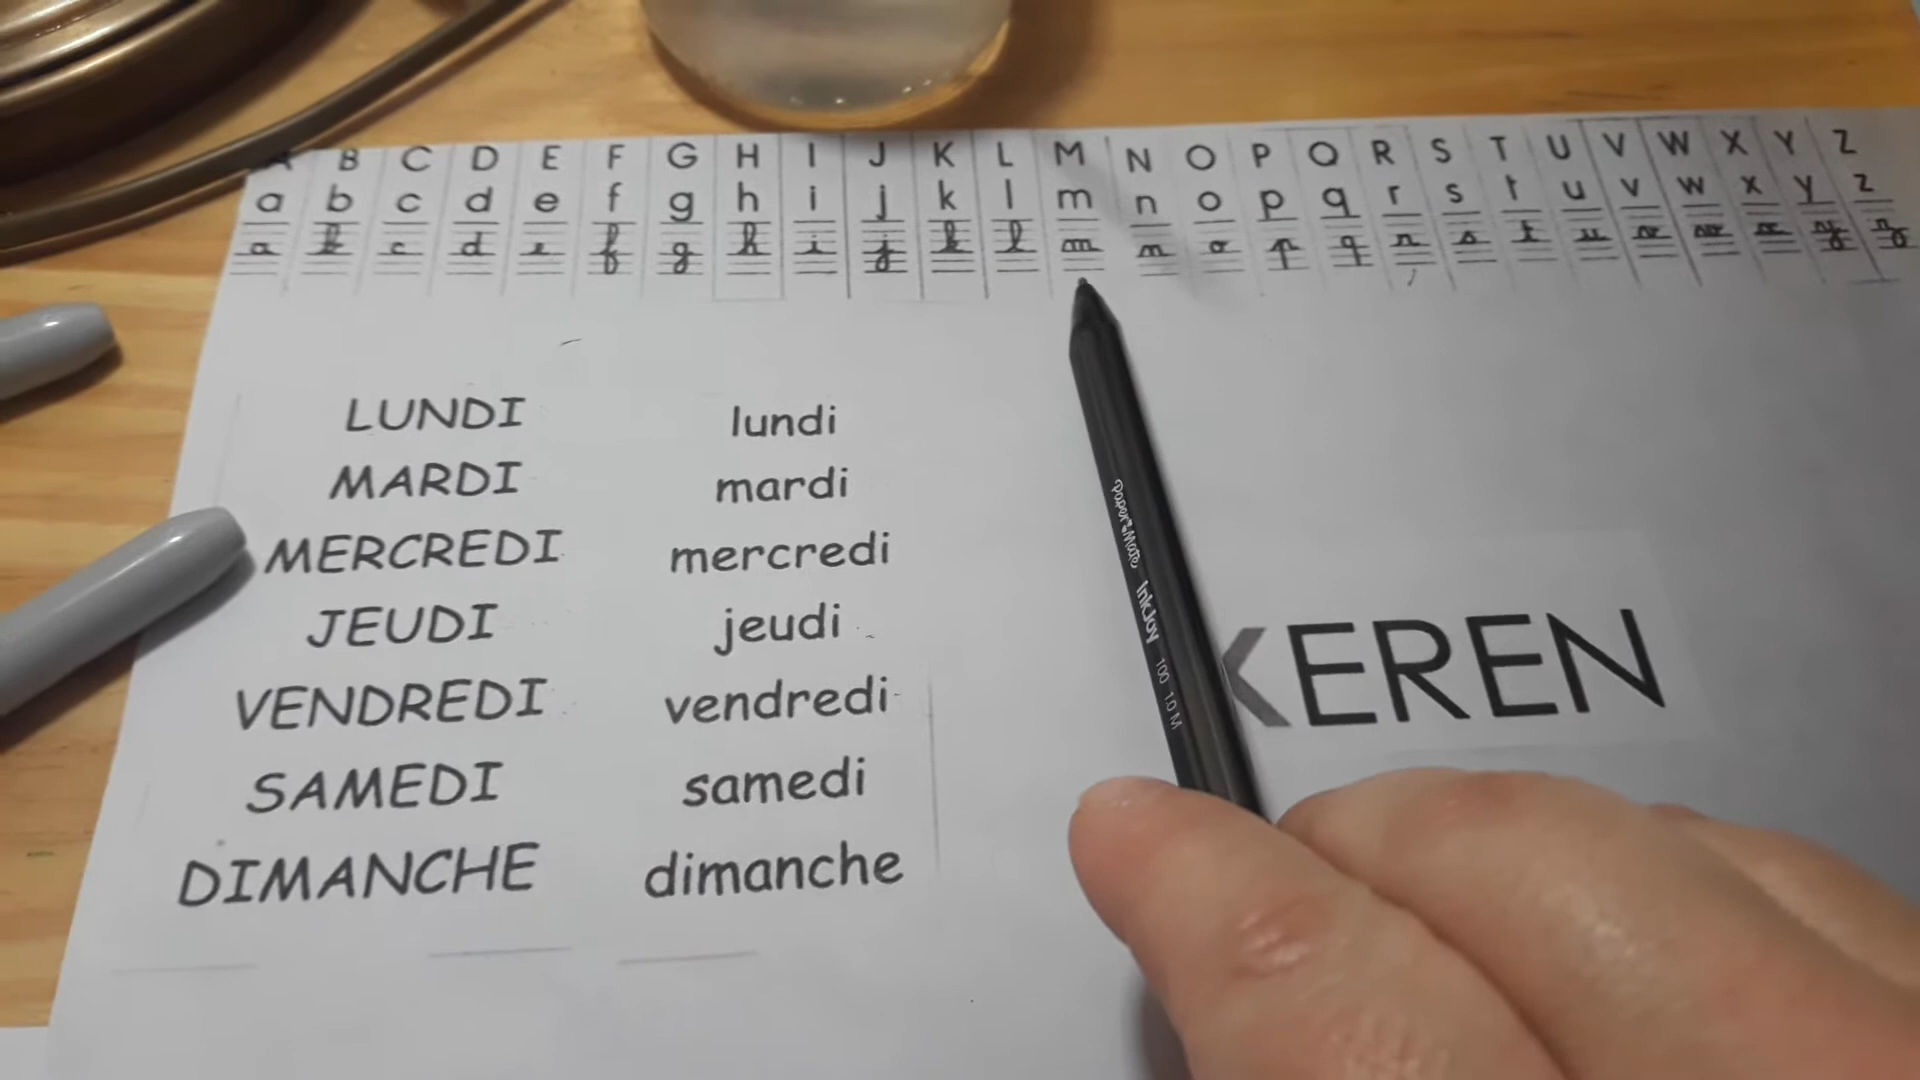 A B C D E F G H I J K L M N O P Q R S T U V W X Y Z
a b c d e f g h i j k l m n o p q r s t u v w x y z
a b c d e f g h i j k l m n o p q r s t u v w x y z
LUNDI lundi
MARDI mardi
MERCREDI mercredi
JEUDI jeudi
VENDREDI vendredi
SAMEDI samedi
DIMANCHE dimanche
KEREN
PaperMate InkJoy 100 1.0 M